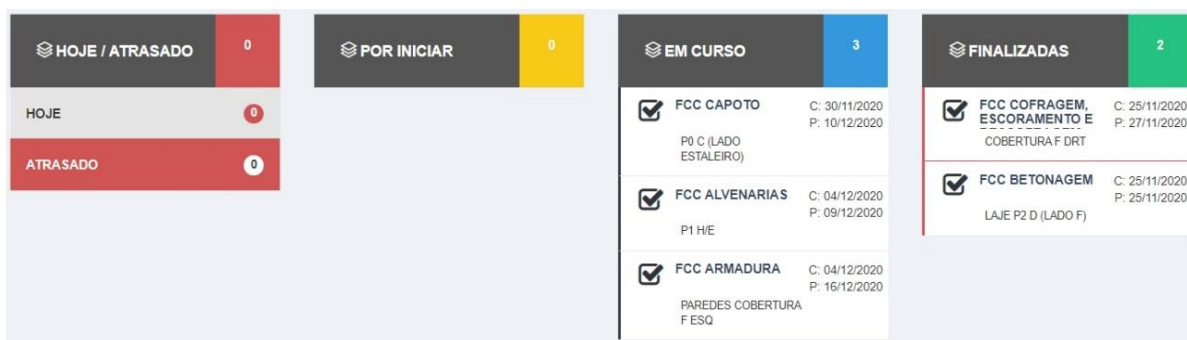 HOJE / ATRASADO 0
HOJE 0
ATRASADO 0
POR INICIAR 0
EM CURSO 3
FCC CAPOTO C: 30/11/2020
P: 10/12/2020
P0 C (LADO
ESTALEIRO)
FCC ALVENARIAS C: 04/12/2020
P: 09/12/2020
P1 H/E
FCC ARMADURA C: 04/12/2020
P: 16/12/2020
PAREDES COBERTURA
F ESQ
FINALIZADAS 2
FCC COFRAGEM, C: 25/11/2020
ESCORAMENTO E P: 27/11/2020
COBERTURA F DRT
FCC BETONAGEM C: 25/11/2020
P: 25/11/2020
LAJE P2 D (LADO F)